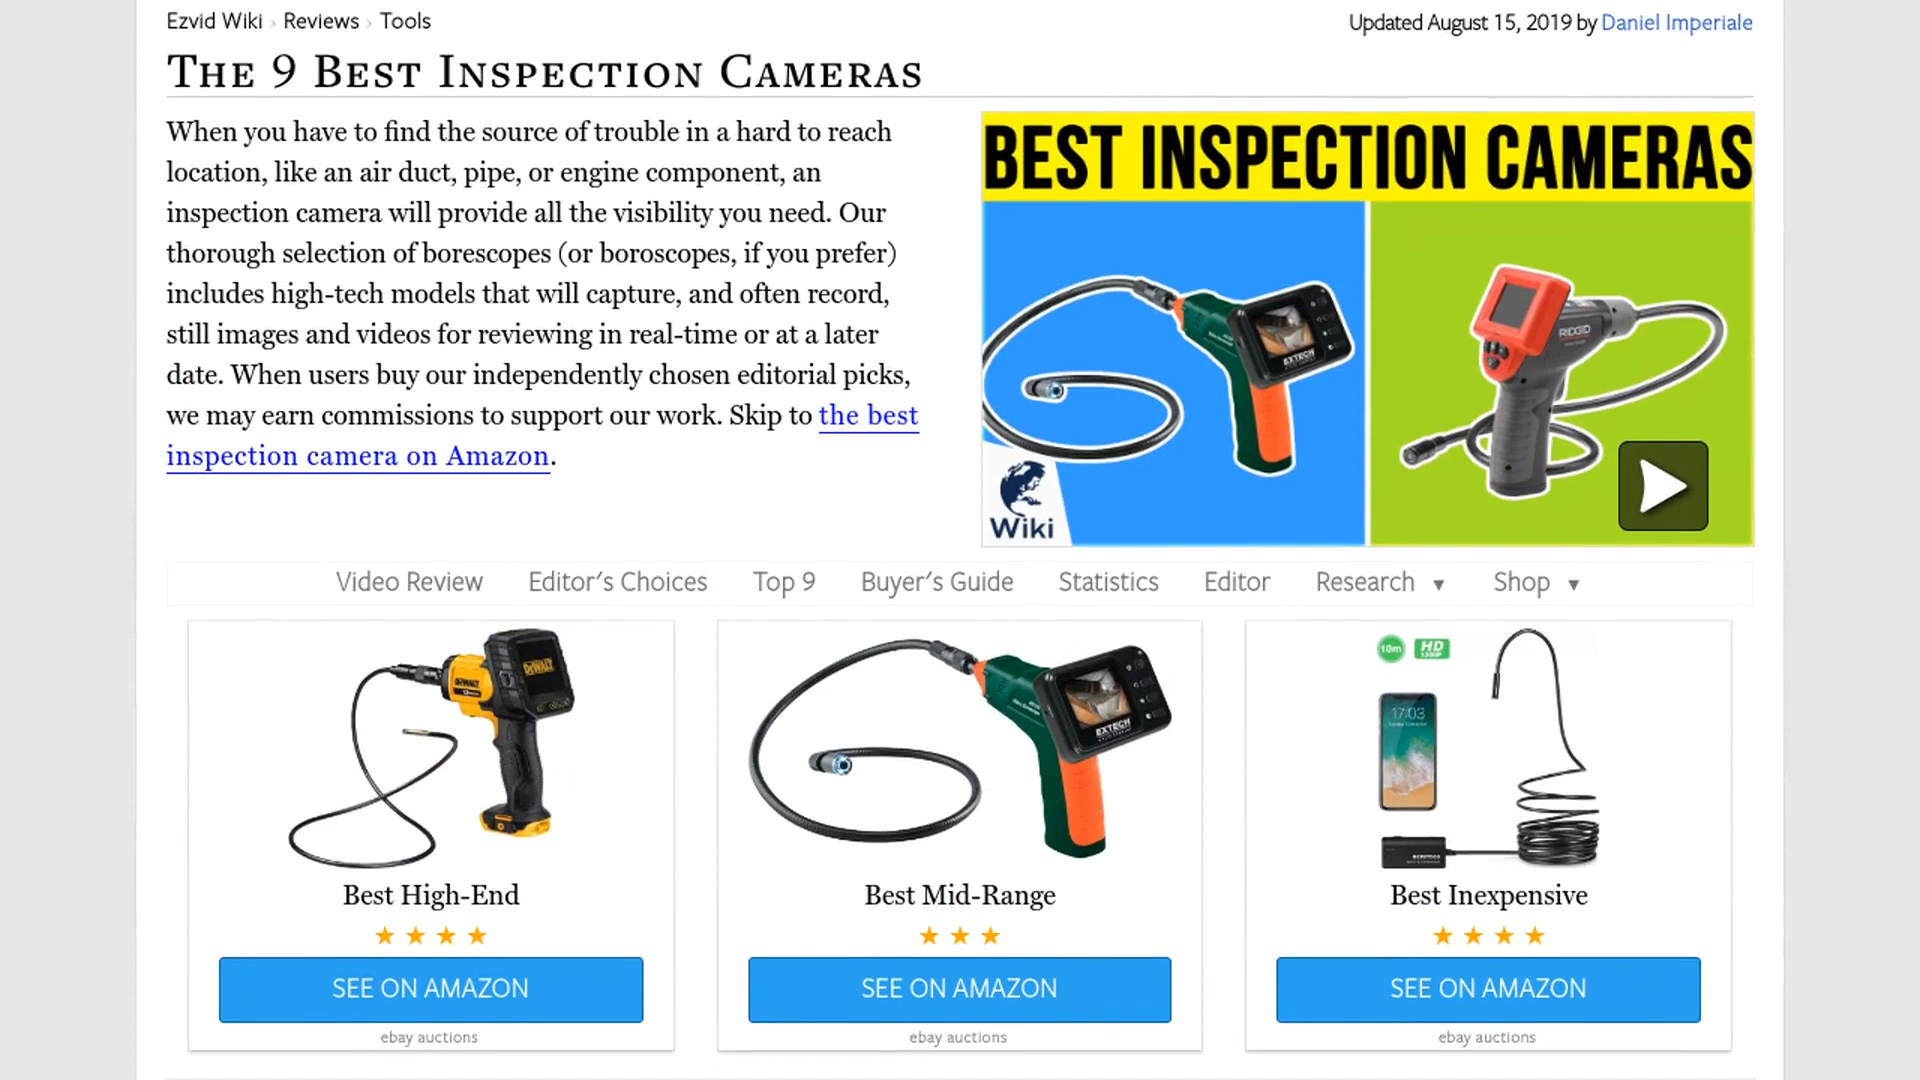 Ezvid Wiki › Reviews › Tools
Updated August 15, 2019 by Daniel Imperiale
The 9 Best Inspection Cameras
When you have to find the source of trouble in a hard to reach
location, like an air duct, pipe, or engine component, an
inspection camera will provide all the visibility you need. Our
thorough selection of borescopes (or boroscopes, if you prefer)
includes high-tech models that will capture, and often record,
still images and videos for reviewing in real-time or at a later
date. When users buy our independently chosen editorial picks,
we may earn commissions to support our work. Skip to the best
inspection camera on Amazon.
BEST INSPECTION CAMERAS
EXTECH
RIDGID
Wiki
Video Review Editor's Choices Top 9 Buyer's Guide Statistics Editor Research ▼ Shop ▼
DEWALT
DEWALT
EXTECH
10m
HD
17:03
Best High-End
★ ★ ★ ★
SEE ON AMAZON
ebay auctions
Best Mid-Range
★ ★ ★
SEE ON AMAZON
ebay auctions
Best Inexpensive
★ ★ ★ ★
SEE ON AMAZON
ebay auctions